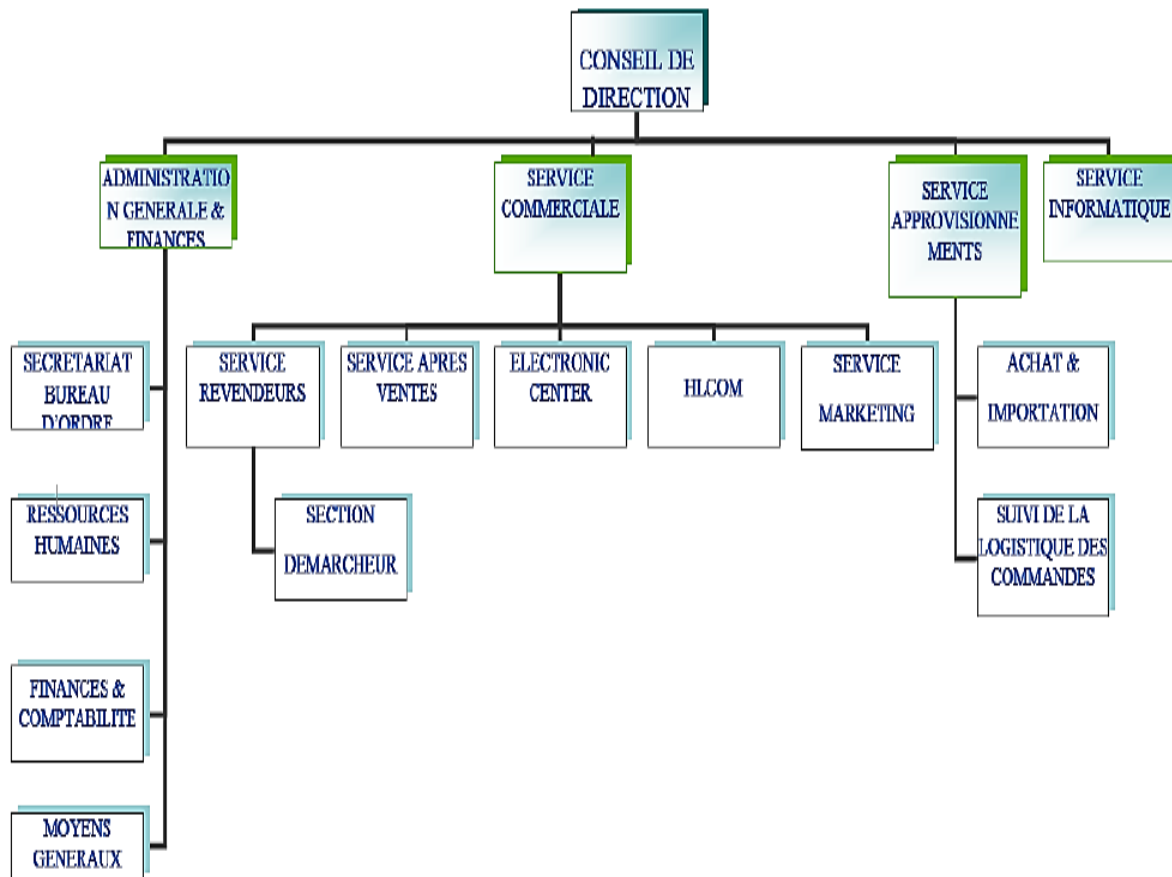 CONSEIL DE
DIRECTION
ADMINISTRATIO
N GENERALE &
FINANCES
SERVICE
COMMERCIALE
SERVICE
APPROVISIONNE
MENTS
SERVICE
INFORMATIQUE
SECRETARIAT
BUREAU
D'ORDRE
SERVICE
REVENDEURS
SERVICE APRES
VENTES
ELECTRONIC
CENTER
HLCOM
SERVICE
MARKETING
ACHAT &
IMPORTATION
RESSOURCES
HUMAINES
SECTION
DEMARCHEUR
SUIVI DE LA
LOGISTIQUE DES
COMMANDES
FINANCES &
COMPTABILITE
MOYENS
GENERAUX